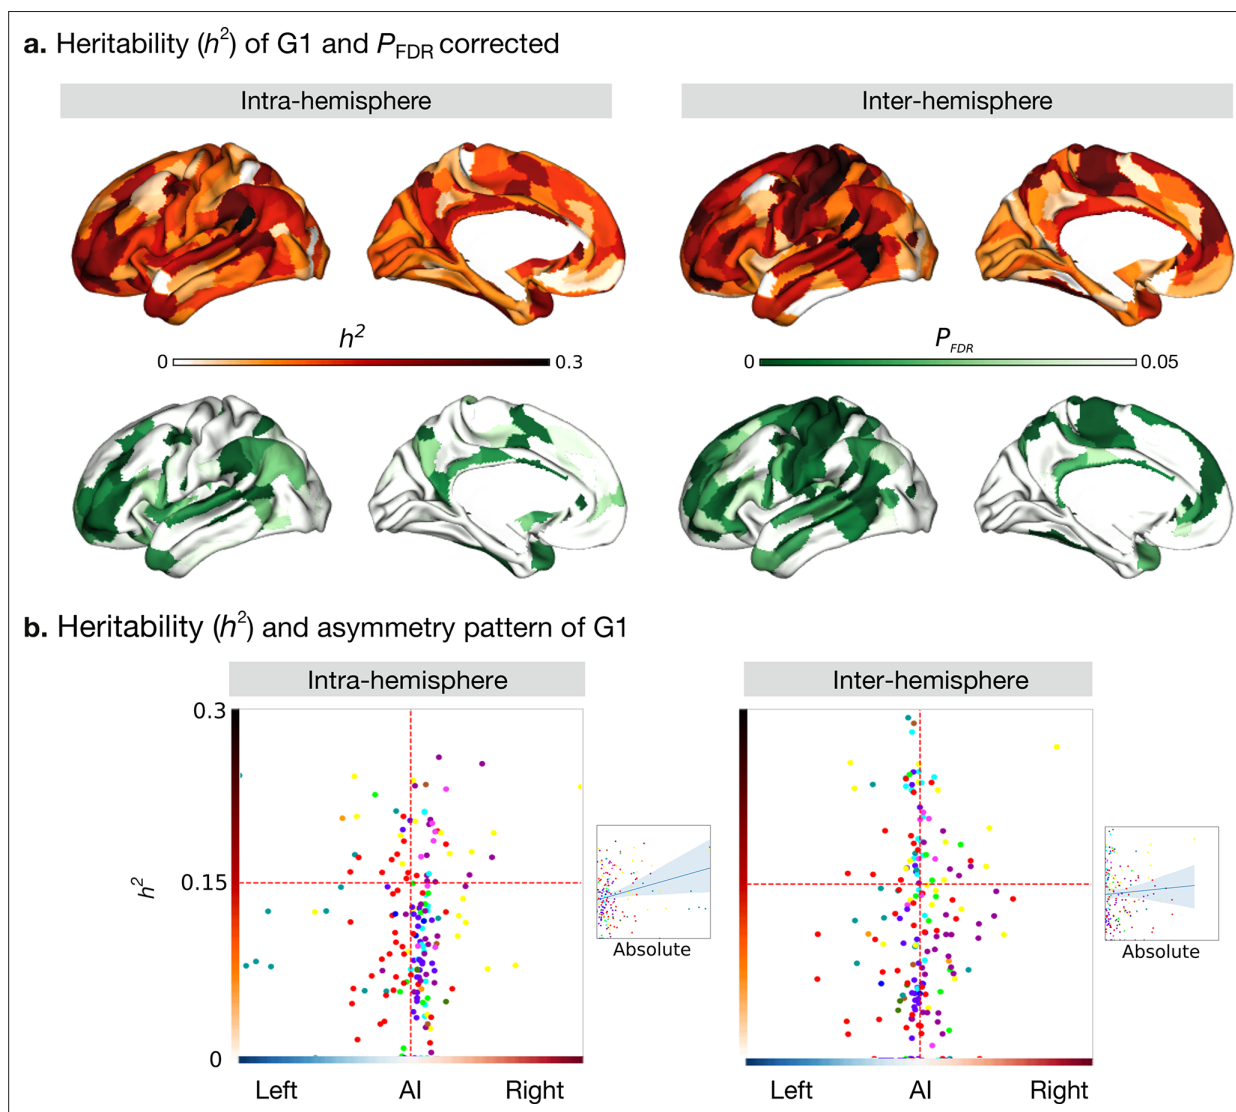 a. Heritability (h²) of G1 and P_FDR corrected
Intra-hemisphere
Inter-hemisphere
h²
0
0.3
P_FDR
0
0.05
b. Heritability (h²) and asymmetry pattern of G1
Intra-hemisphere
Inter-hemisphere
0.3
0.15
h²
0
Absolute
Absolute
Left AI Right
Left AI Right